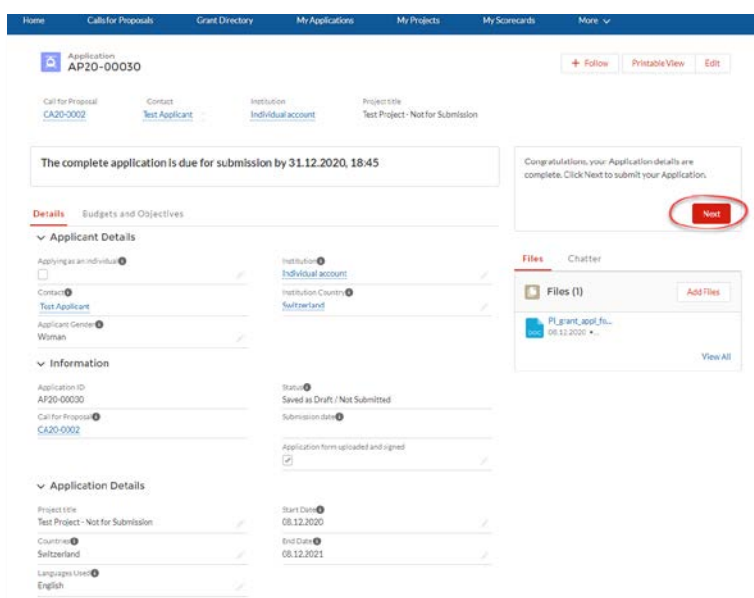 Home Calls for Proposals Grant Directory My Applications My Projects My Scorecards More
Application
AP20-00030
+ Follow Printable View Edit
Call for Proposal Contact Institution Project title
CA20-0002 Test Applicant Individual account Test Project - Not for Submission
The complete application is due for submission by 31.12.2020, 18:45
Congratulations, your Application details are
complete. Click Next to submit your Application.
Next
Details Budgets and Objectives
Applicant Details
Applying as an individual Institution
Individual account
Contact Institution Country
Test Applicant Switzerland
Applicant Gender
Woman
Files Chatter
Files (1) Add Files
PI_grant_appl_fo...
DOC 08.12.2020 •...
View All
Information
Application ID Status
AP20-00030 Saved as Draft / Not Submitted
Call for Proposal Submission date
CA20-0002
Application form uploaded and signed
Application Details
Project title Start Date
Test Project - Not for Submission 08.12.2020
Countries End Date
Switzerland 08.12.2021
Languages Used
English